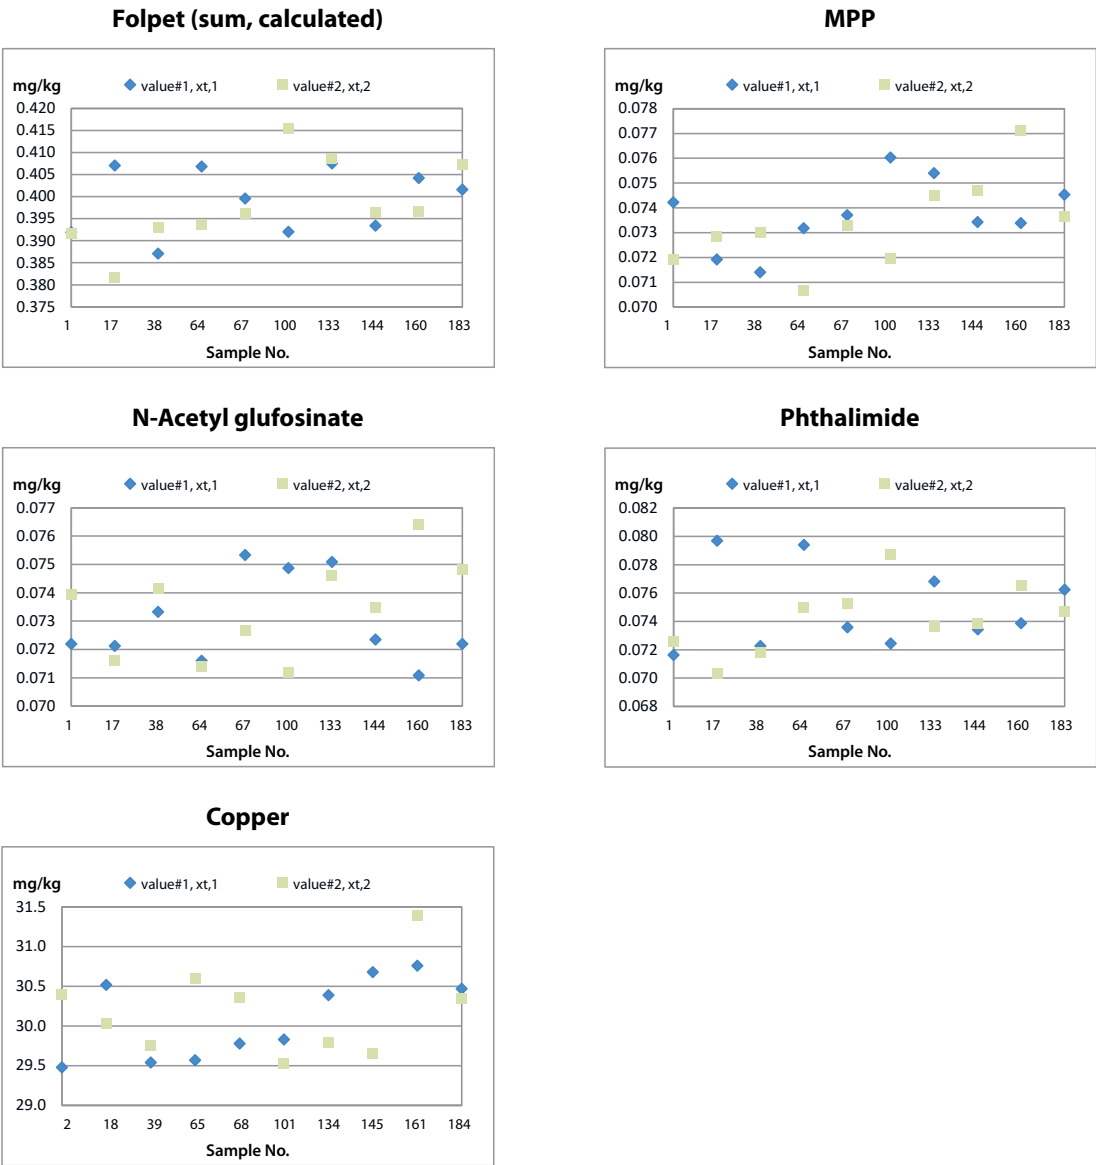 Folpet (sum, calculated)
mg/kg
value#1, xt,1
value#2, xt,2
0.420
0.415
0.410
0.405
0.400
0.395
0.390
0.385
0.380
0.375
1 17 38 64 67 100 133 144 160 183
Sample No.
MPP
mg/kg
value#1, xt,1
value#2, xt,2
0.078
0.077
0.076
0.075
0.074
0.073
0.072
0.071
0.070
1 17 38 64 67 100 133 144 160 183
Sample No.
N-Acetyl glufosinate
mg/kg
value#1, xt,1
value#2, xt,2
0.077
0.076
0.075
0.074
0.073
0.072
0.071
0.070
1 17 38 64 67 100 133 144 160 183
Sample No.
Phthalimide
mg/kg
value#1, xt,1
value#2, xt,2
0.082
0.080
0.078
0.076
0.074
0.072
0.070
0.068
1 17 38 64 67 100 133 144 160 183
Sample No.
Copper
mg/kg
value#1, xt,1
value#2, xt,2
31.5
31.0
30.5
30.0
29.5
29.0
2 18 39 65 68 101 134 145 161 184
Sample No.